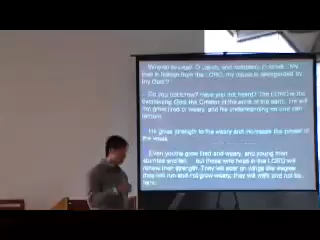 Why do you say, O Jacob, and complain, O Israel, "My
way is hidden from the LORD; my cause is disregarded by
my God"?
Do you not know? Have you not heard? The LORD is the
everlasting God, the Creator of the ends of the earth. He will
not grow tired or weary, and his understanding no one can
fathom.
He gives strength to the weary and increases the power of
the weak.
Even youths grow tired and weary, and young men
stumble and fall; but those who hope in the LORD will
renew their strength. They will soar on wings like eagles;
they will run and not grow weary, they will walk and not be
faint.